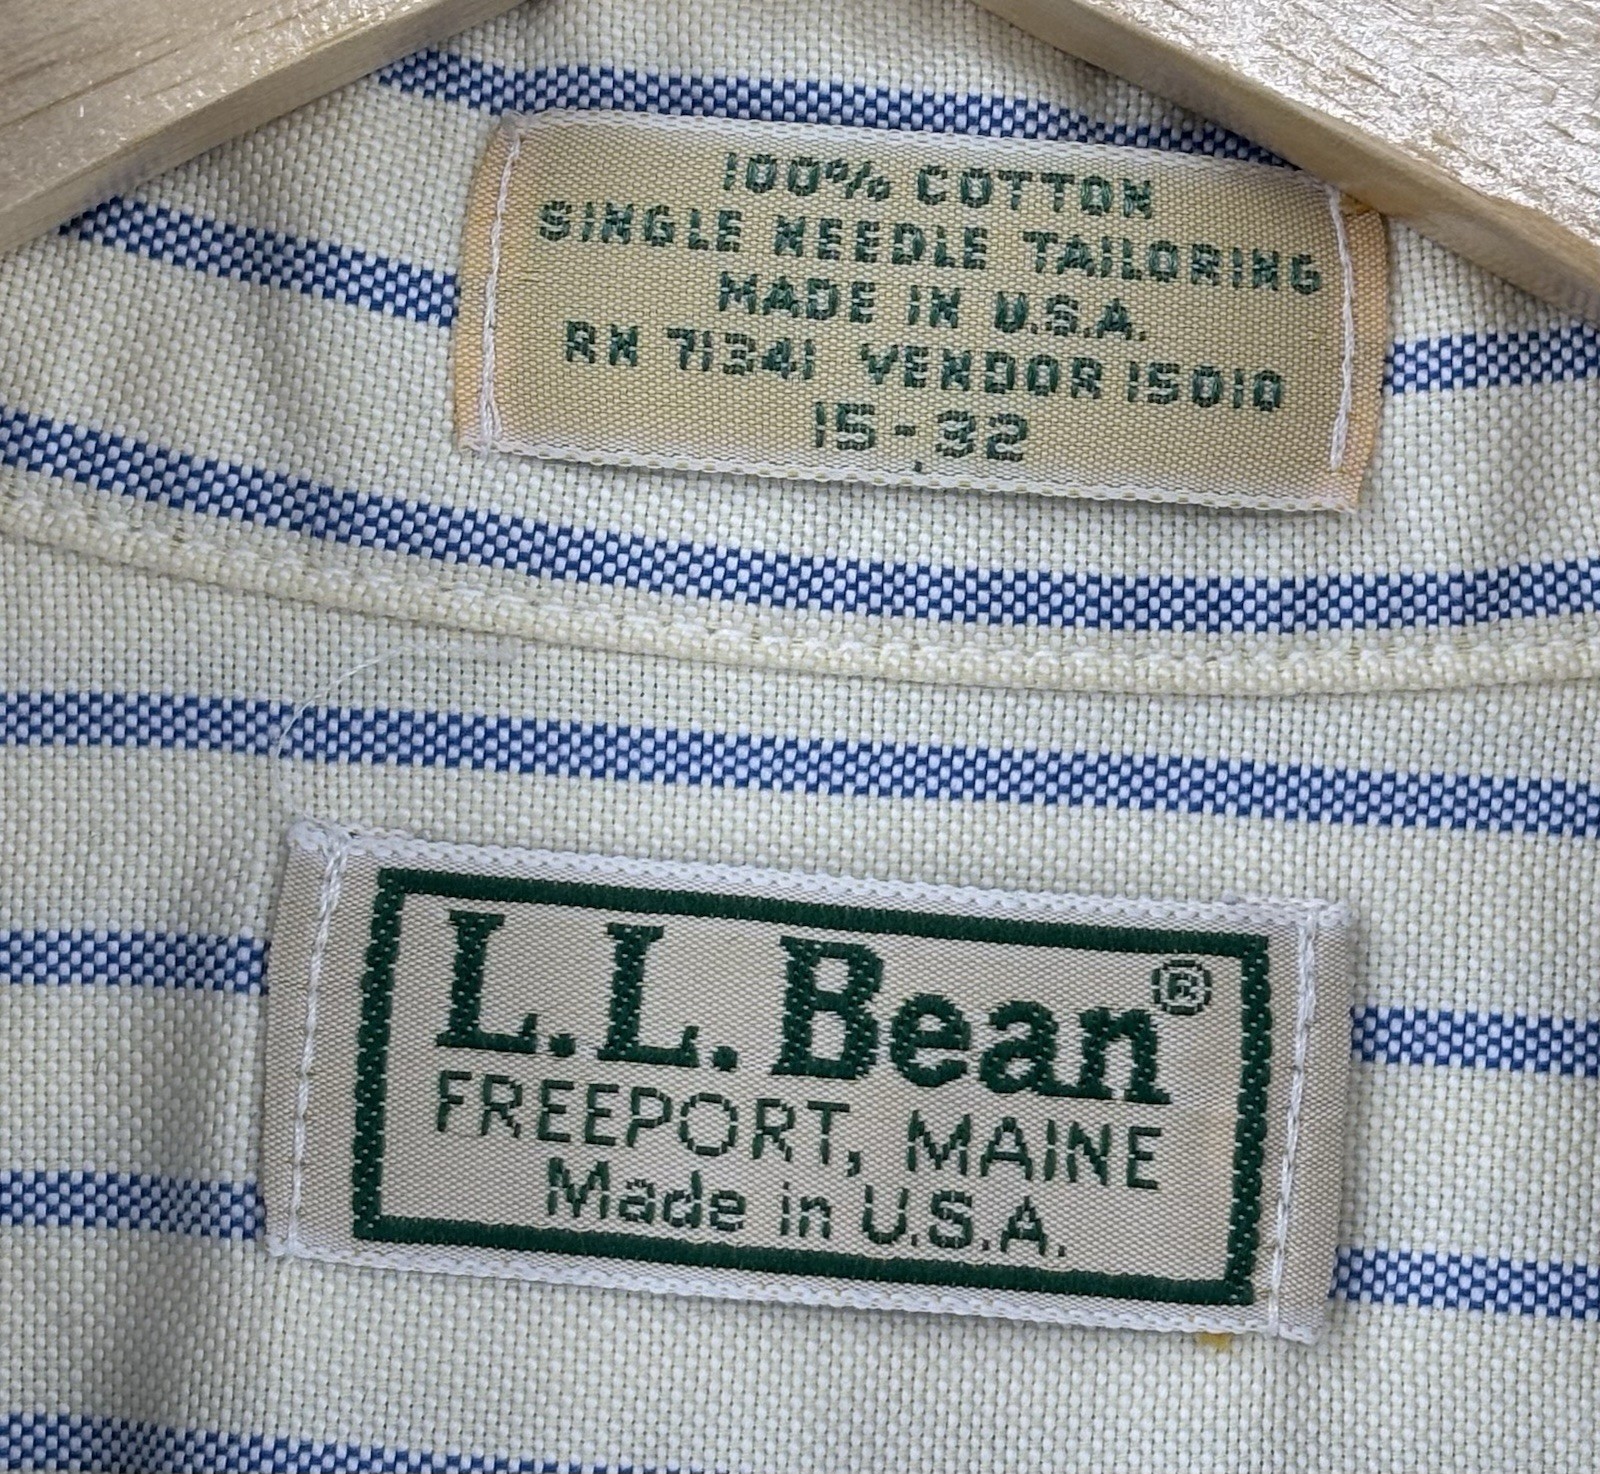 100% COTTON
SINGLE NEEDLE TAILORING
MADE IN U.S.A.
RN 71341 VENDOR 15010
15-32
L.L.Bean®
FREEPORT, MAINE
Made in U.S.A.